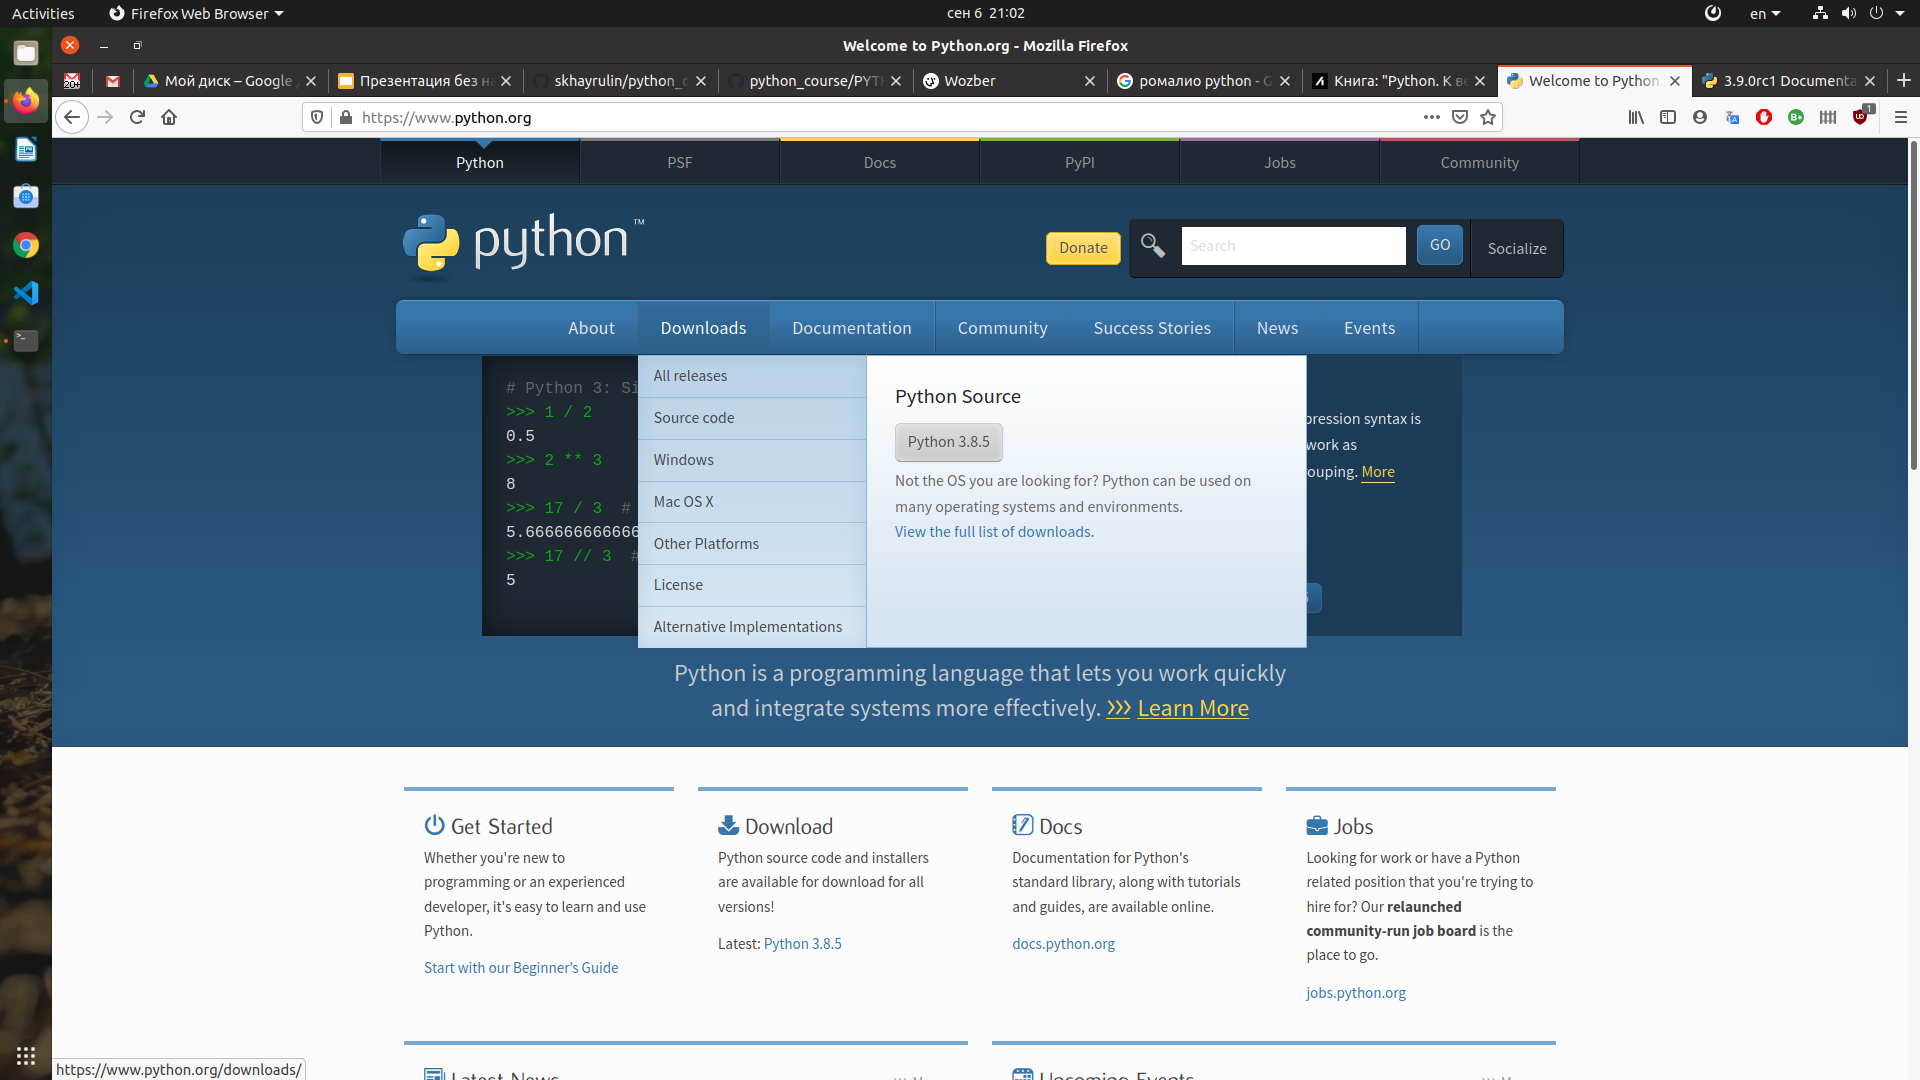 Activities
Firefox Web Browser
сен 6 21:02
en
Welcome to Python.org - Mozilla Firefox
20+
Мой диск – Google
Презентация без на
skhayrulin/python_c
python_course/PYTH
Wozber
ромалио python - G
Книга: "Python. К ве
Welcome to Python.
3.9.0rc1 Documenta
https://www.python.org
1
Python
PSF
Docs
PyPI
Jobs
Community
python™
Donate
Search
GO
Socialize
About
Downloads
Documentation
Community
Success Stories
News
Events
# Python 3: Si
>>> 1 / 2
0.5
>>> 2 ** 3
8
>>> 17 / 3 #
5.666666666666
>>> 17 // 3 #
5
All releases
Source code
Windows
Mac OS X
Other Platforms
License
Alternative Implementations
Python Source
Python 3.8.5
Not the OS you are looking for? Python can be used on
many operating systems and environments.
View the full list of downloads.
pression syntax is
work as
ouping. More
Python is a programming language that lets you work quickly
and integrate systems more effectively. >>> Learn More
Get Started
Whether you're new to
programming or an experienced
developer, it's easy to learn and use
Python.
Start with our Beginner’s Guide
Download
Python source code and installers
are available for download for all
versions!
Latest: Python 3.8.5
Docs
Documentation for Python's
standard library, along with tutorials
and guides, are available online.
docs.python.org
Jobs
Looking for work or have a Python
related position that you're trying to
hire for? Our relaunched
community-run job board is the
place to go.
jobs.python.org
Latest News
Upcoming Events
https://www.python.org/downloads/